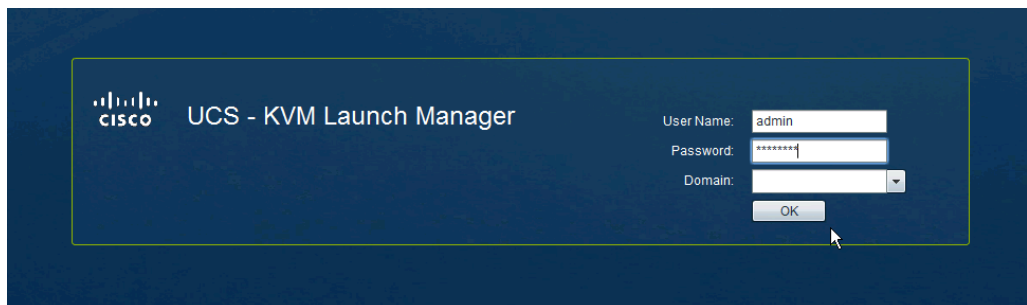 CISCO
UCS - KVM Launch Manager
User Name: admin
Password: ********
Domain:
OK